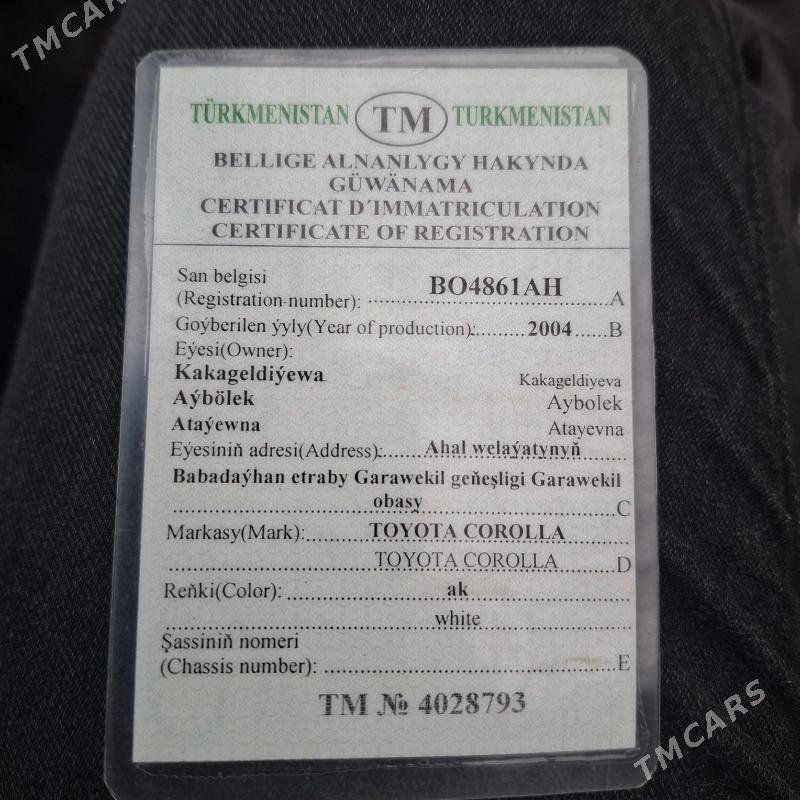 TMCARS
TÜRKMENISTAN TM TURKMENISTAN
BELLIGE ALNANLYGY HAKYNDA
GÜWÄNAMA
CERTIFICAT D'IMMATRICULATION
CERTIFICATE OF REGISTRATION
San belgisi
(Registration number): BO4861AH A
Goýberilen ýyly(Year of production): 2004 B
Eýesi(Owner):
Kakageldiýewa Kakageldiyeva
Aýbölek Aybolek
Ataýewna Atayevna
Eýesiniň adresi(Address): Ahal welaýatynyň
Babadaýhan etraby Garawekil geňeşligi Garawekil
obasy C
Markasy(Mark): TOYOTA COROLLA
TOYOTA COROLLA D
Reňki(Color): ak
white
Şassiniň nomeri
(Chassis number): E
TM № 4028793
TMCARS